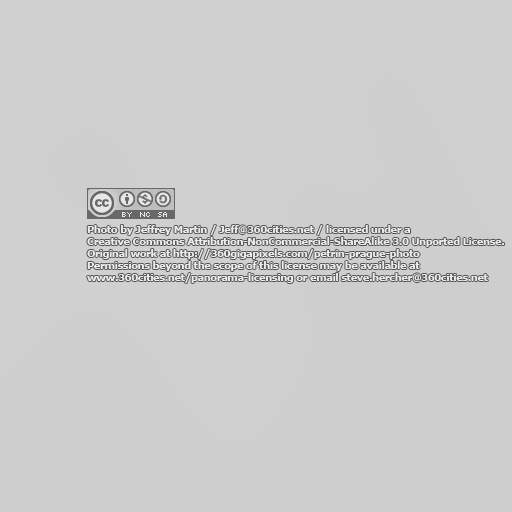 cc BY NC SA
Photo by Jeffrey Martin / Jeff@360cities.net / licensed under a
Creative Commons Attribution-NonCommercial-ShareAlike 3.0 Unported License.
Original work at http://360gigapixels.com/petrin-prague-photo
Permissions beyond the scope of this license may be available at
www.360cities.net/panorama-licensing or email steve.hercher@360cities.net